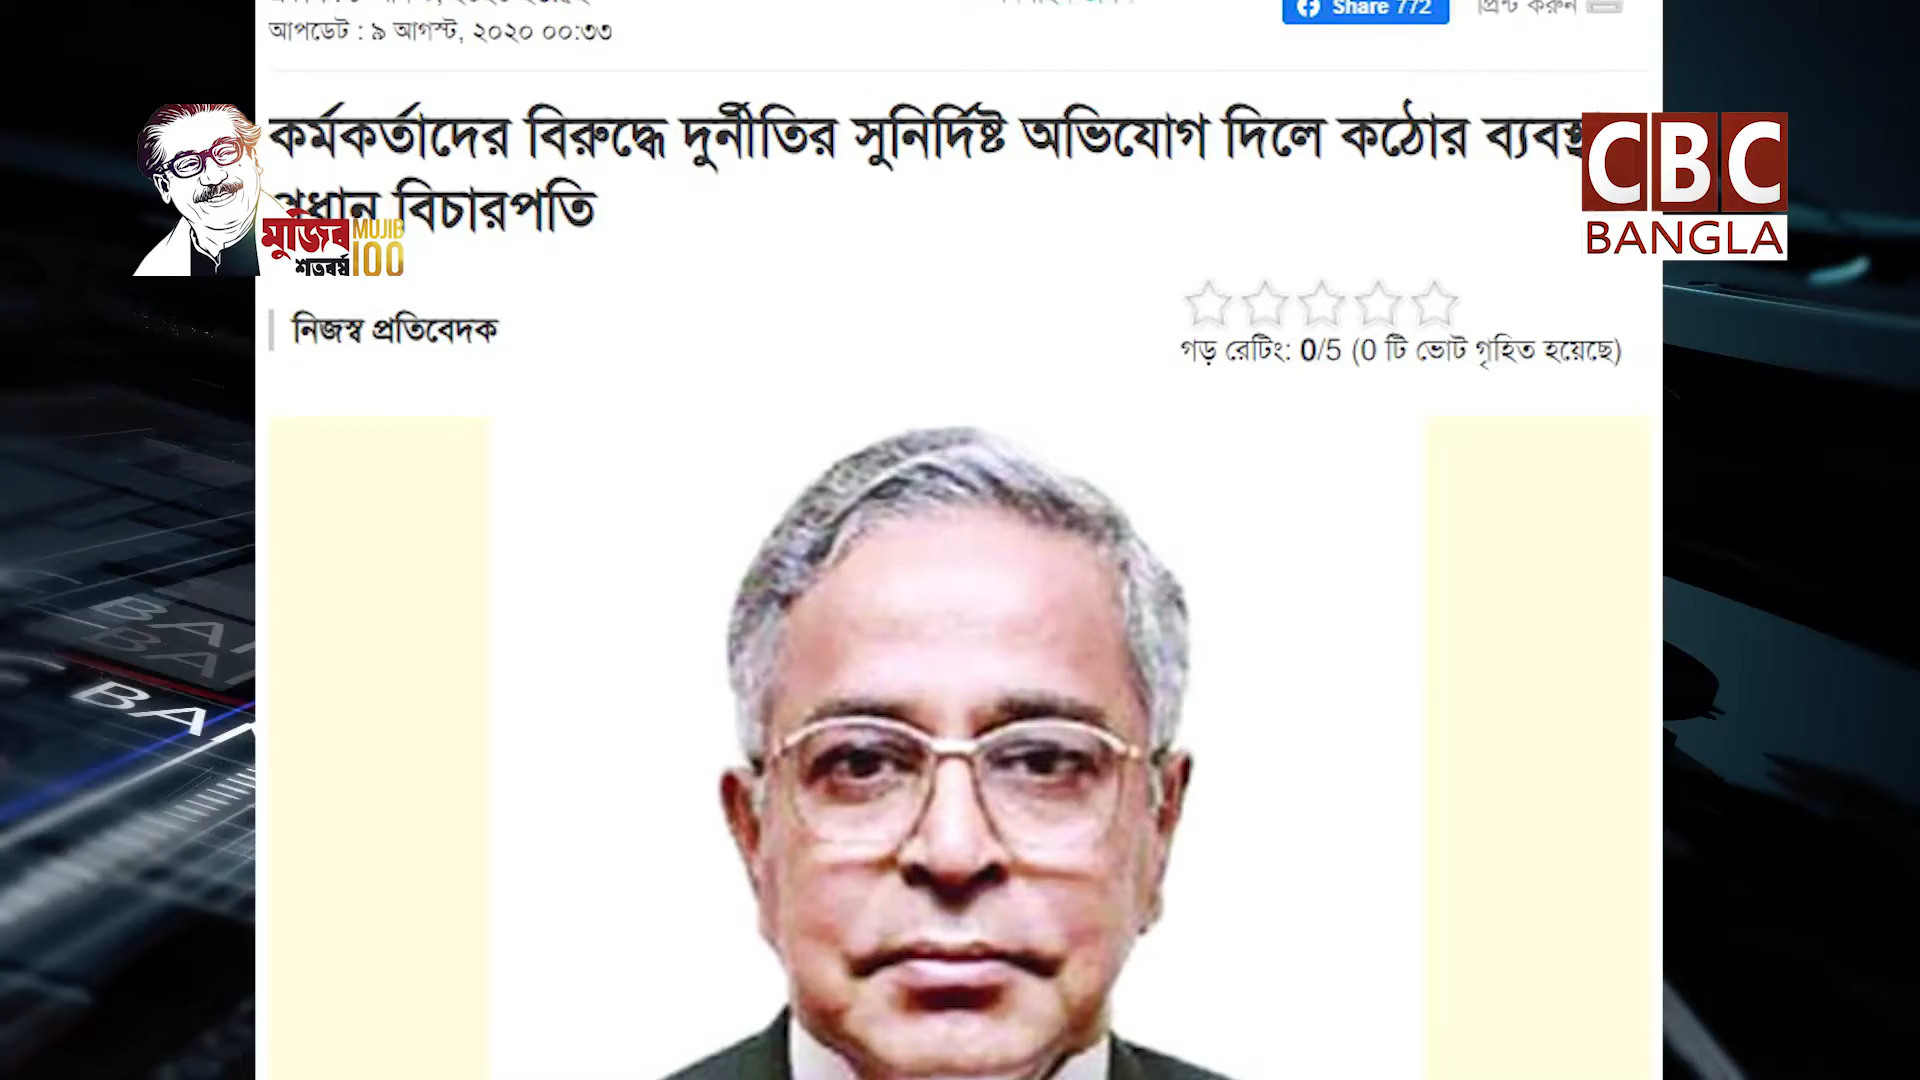 আপডেট : ৯ আগস্ট, ২০২০ ০০:৩৩
Share 772
প্রিন্ট করুন
কর্মকর্তাদের বিরুদ্ধে দুর্নীতির সুনির্দিষ্ট অভিযোগ দিলে কঠোর
প্রধান বিচারপতি
মুজিব MUJIB
শতবর্ষ 100
CBC
BANGLA
নিজস্ব প্রতিবেদক
গড় রেটিং: 0/5 (0 টি ভোট গৃহিত হয়েছে)